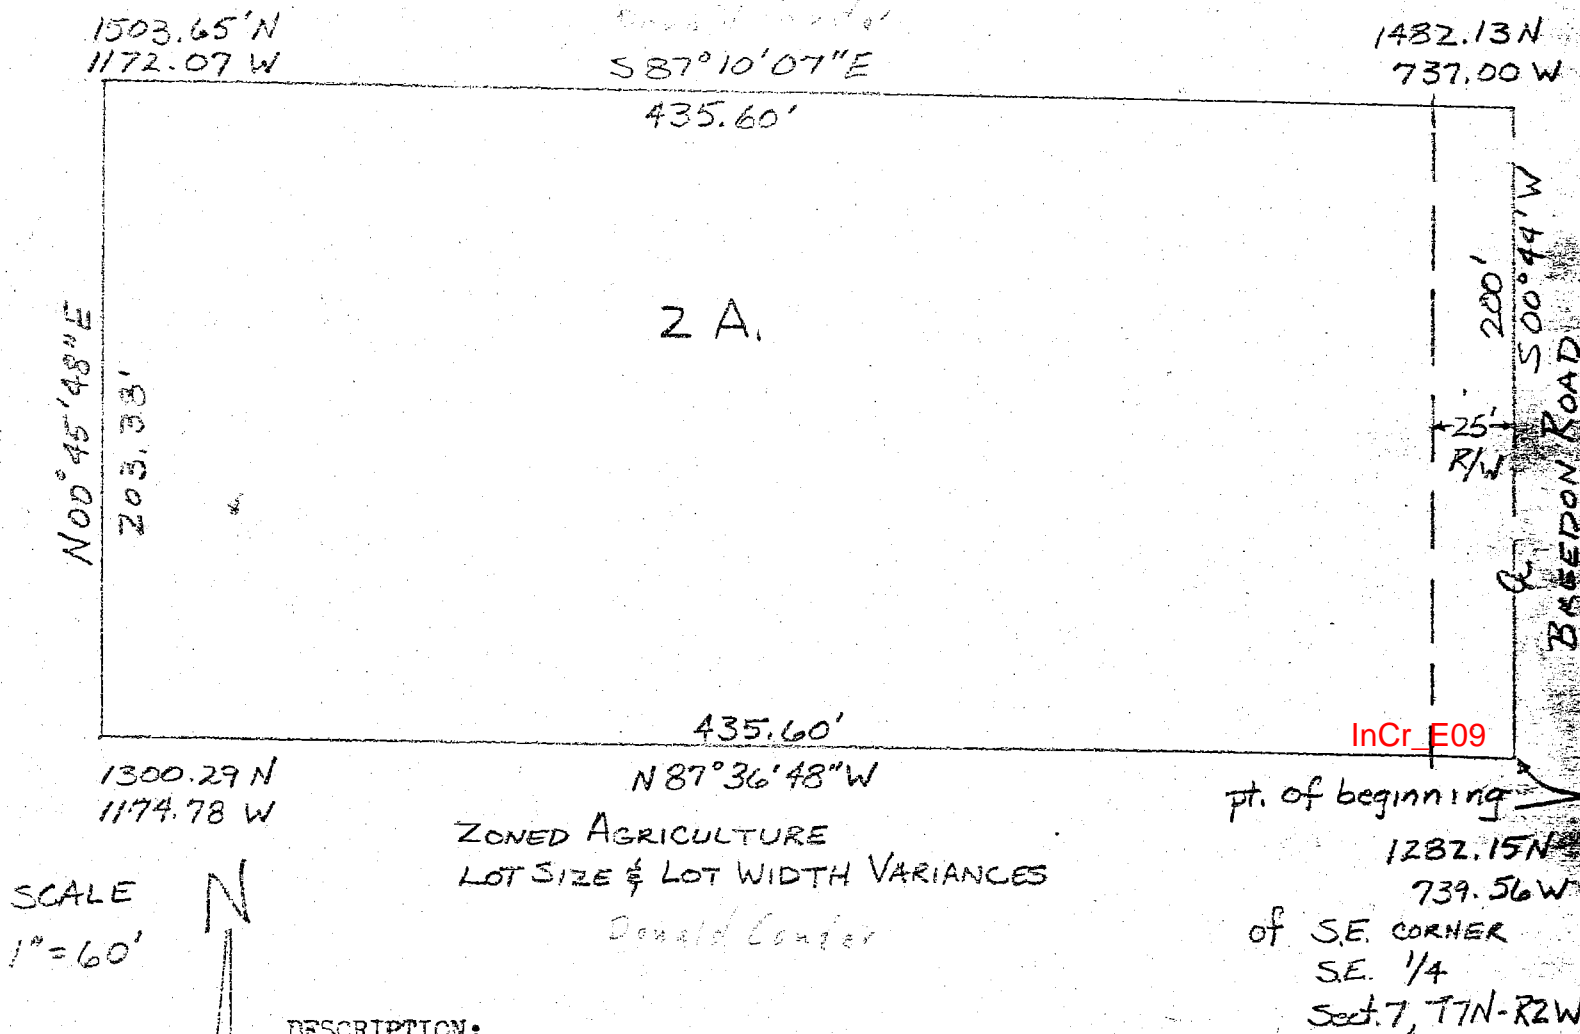 1503.65'N
1172.07 W
S 87°10'07"E
435.60'
1482.13 N
737.00 W
2 A.
N00°45'48"E
203.38'
200'
S 00°44' W
25'
R/W
BREEDON ROAD
InCr_E09
435.60'
N 87°36'48"W
1300.29 N
1174.78 W
pt. of beginning
1282.15 N
739.56 W
of S.E. CORNER
S.E. 1/4
Sect. 7, T7N-R2W
ZONED AGRICULTURE
LOT SIZE & LOT WIDTH VARIANCES
Donald Conder
SCALE
1"=60'
N
DESCRIPTION: